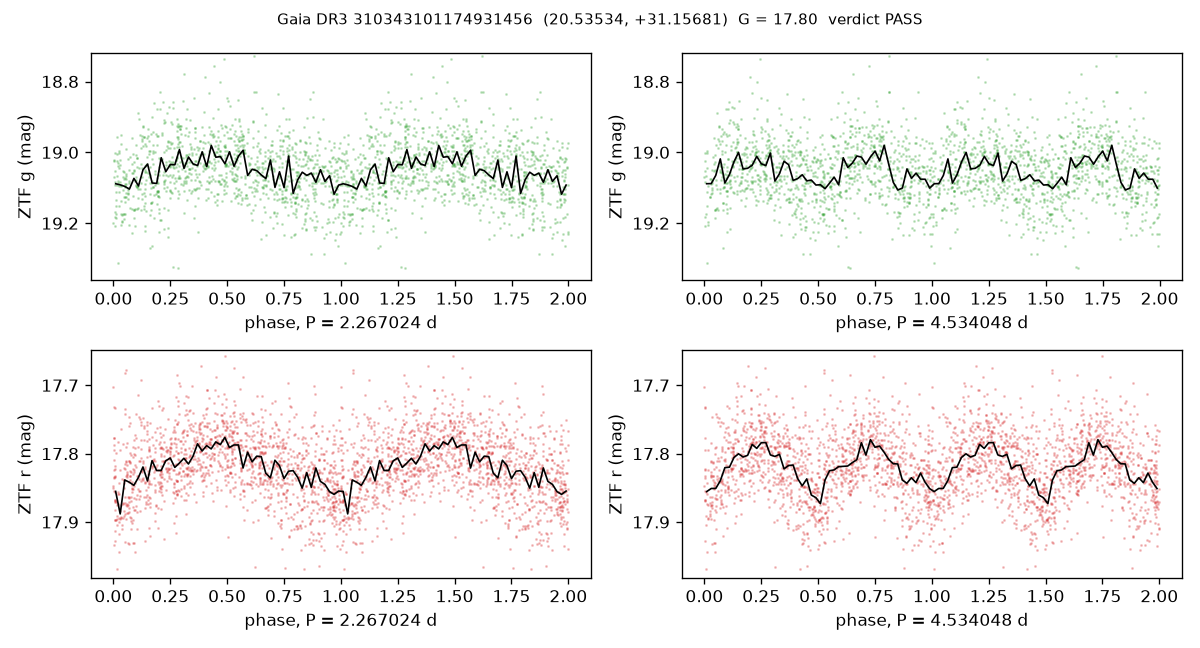 Gaia DR3 310343101174931456  (20.53534, +31.15681)  G = 17.80  verdict PASS
ZTF g (mag)
18.8
19.0
19.2
0.00 0.25 0.50 0.75 1.00 1.25 1.50 1.75 2.00
phase, P = 2.267024 d
ZTF g (mag)
18.8
19.0
19.2
0.00 0.25 0.50 0.75 1.00 1.25 1.50 1.75 2.00
phase, P = 4.534048 d
ZTF r (mag)
17.7
17.8
17.9
0.00 0.25 0.50 0.75 1.00 1.25 1.50 1.75 2.00
phase, P = 2.267024 d
ZTF r (mag)
17.7
17.8
17.9
0.00 0.25 0.50 0.75 1.00 1.25 1.50 1.75 2.00
phase, P = 4.534048 d